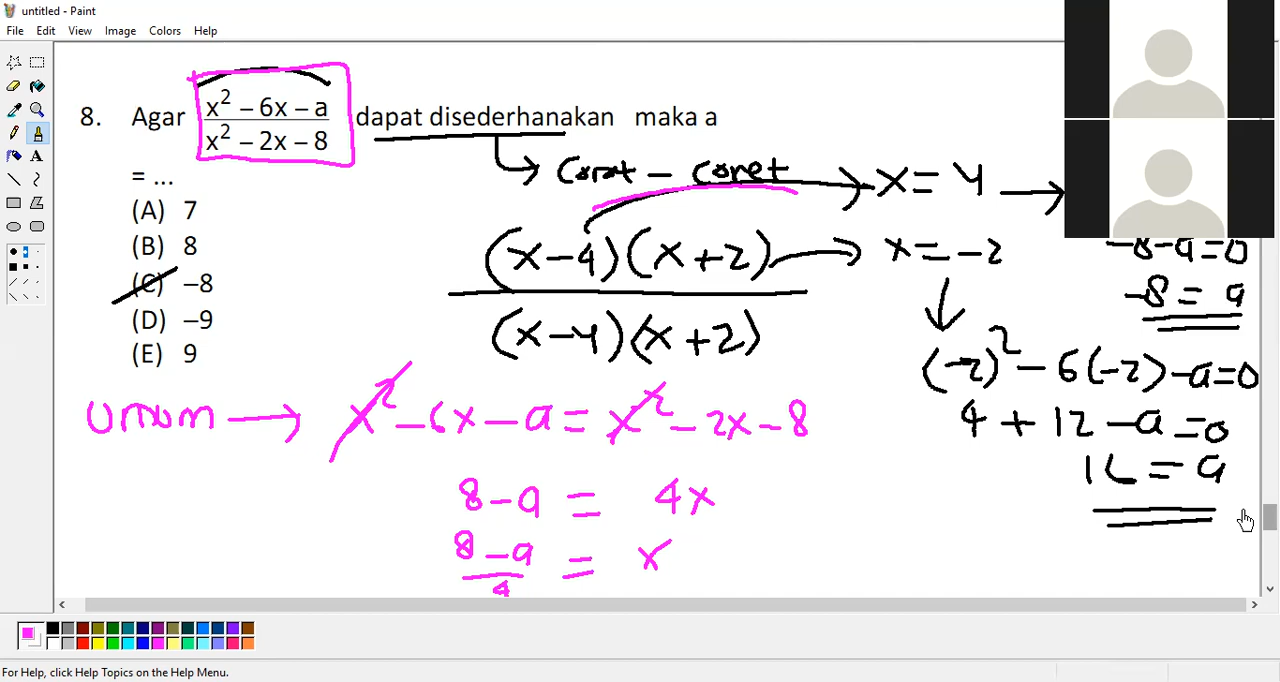 untitled - Paint
File Edit View Image Colors Help
8. Agar x² – 6x – a / x² – 2x – 8 dapat disederhanakan maka a
= ...
(A) 7
(B) 8
(C) –8
(D) –9
(E) 9
Coret - coret → x = 4 →
(x-4)(x+2) → x = -2
(x-4)(x+2)
-8-a=0
-8 = a
(-2)² - 6(-2) - a = 0
4 + 12 - a = 0
16 = a
Umum → x² - 6x - a = x² - 2x - 8
8 - a = 4x
8 - a / 4 = x
For Help, click Help Topics on the Help Menu.